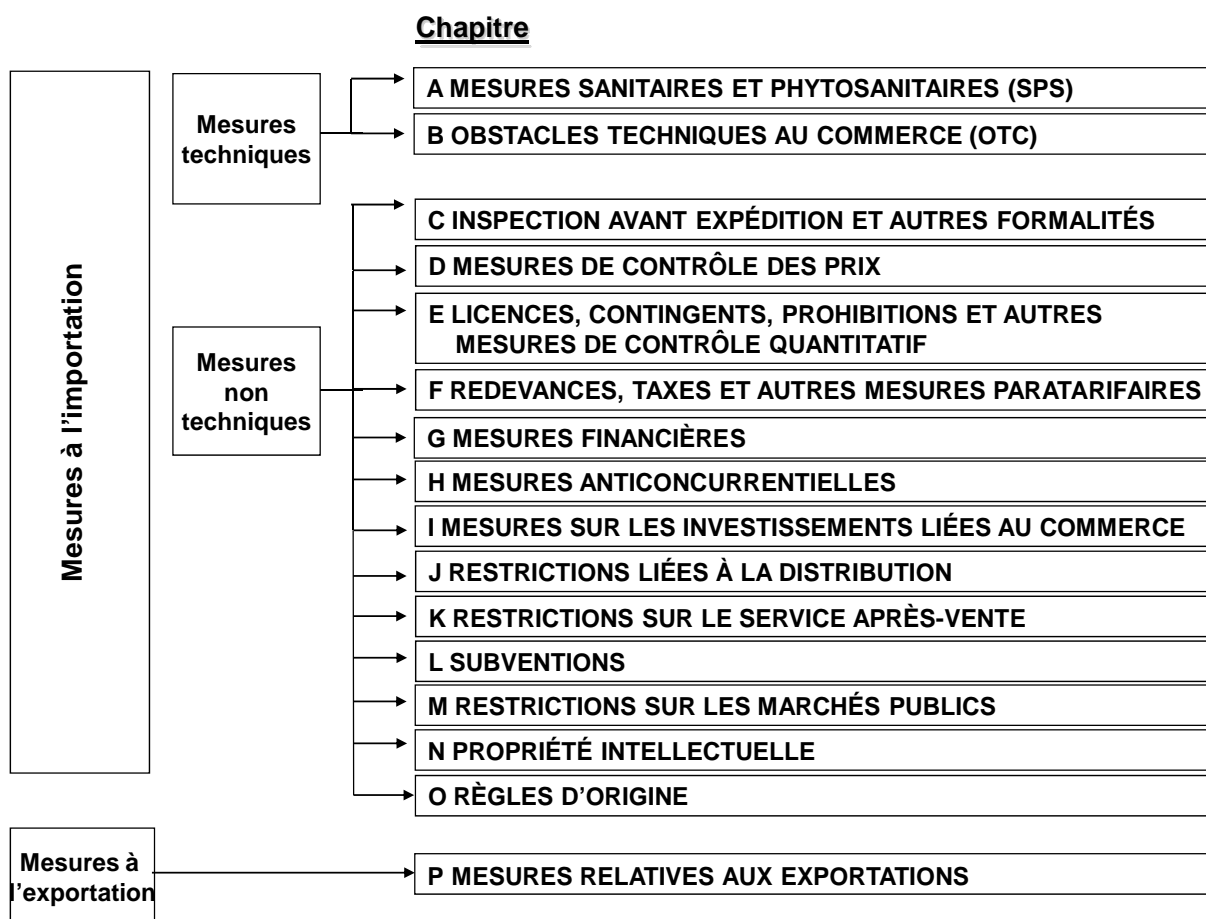 Chapitre
Mesures à l'importation
Mesures
techniques
A MESURES SANITAIRES ET PHYTOSANITAIRES (SPS)
B OBSTACLES TECHNIQUES AU COMMERCE (OTC)
Mesures
non
techniques
C INSPECTION AVANT EXPÉDITION ET AUTRES FORMALITÉS
D MESURES DE CONTRÔLE DES PRIX
E LICENCES, CONTINGENTS, PROHIBITIONS ET AUTRES
MESURES DE CONTRÔLE QUANTITATIF
F REDEVANCES, TAXES ET AUTRES MESURES PARATARIFAIRES
G MESURES FINANCIÈRES
H MESURES ANTICONCURRENTIELLES
I MESURES SUR LES INVESTISSEMENTS LIÉES AU COMMERCE
J RESTRICTIONS LIÉES À LA DISTRIBUTION
K RESTRICTIONS SUR LE SERVICE APRÈS-VENTE
L SUBVENTIONS
M RESTRICTIONS SUR LES MARCHÉS PUBLICS
N PROPRIÉTÉ INTELLECTUELLE
O RÈGLES D'ORIGINE
Mesures à
l'exportation
P MESURES RELATIVES AUX EXPORTATIONS